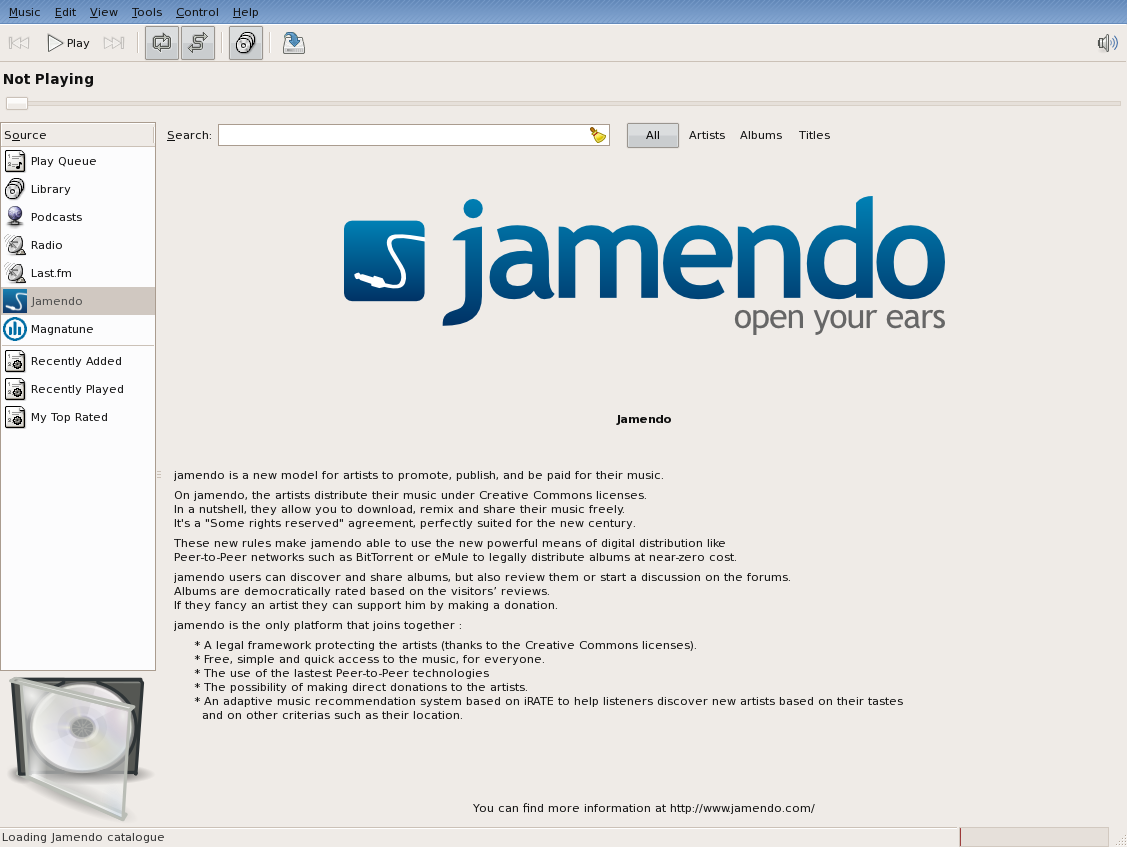 Music Edit View Tools Control Help
Play
Not Playing
Source
Search:
All Artists Albums Titles
Play Queue
Library
Podcasts
Radio
Last.fm
Jamendo
Magnatune
Recently Added
Recently Played
My Top Rated
jamendo
open your ears
Jamendo
jamendo is a new model for artists to promote, publish, and be paid for their music.
On jamendo, the artists distribute their music under Creative Commons licenses.
In a nutshell, they allow you to download, remix and share their music freely.
It's a "Some rights reserved" agreement, perfectly suited for the new century.
These new rules make jamendo able to use the new powerful means of digital distribution like
Peer-to-Peer networks such as BitTorrent or eMule to legally distribute albums at near-zero cost.
jamendo users can discover and share albums, but also review them or start a discussion on the forums.
Albums are democratically rated based on the visitors’ reviews.
If they fancy an artist they can support him by making a donation.
jamendo is the only platform that joins together :
* A legal framework protecting the artists (thanks to the Creative Commons licenses).
* Free, simple and quick access to the music, for everyone.
* The use of the lastest Peer-to-Peer technologies
* The possibility of making direct donations to the artists.
* An adaptive music recommendation system based on iRATE to help listeners discover new artists based on their tastes
and on other criterias such as their location.
You can find more information at http://www.jamendo.com/
Loading Jamendo catalogue